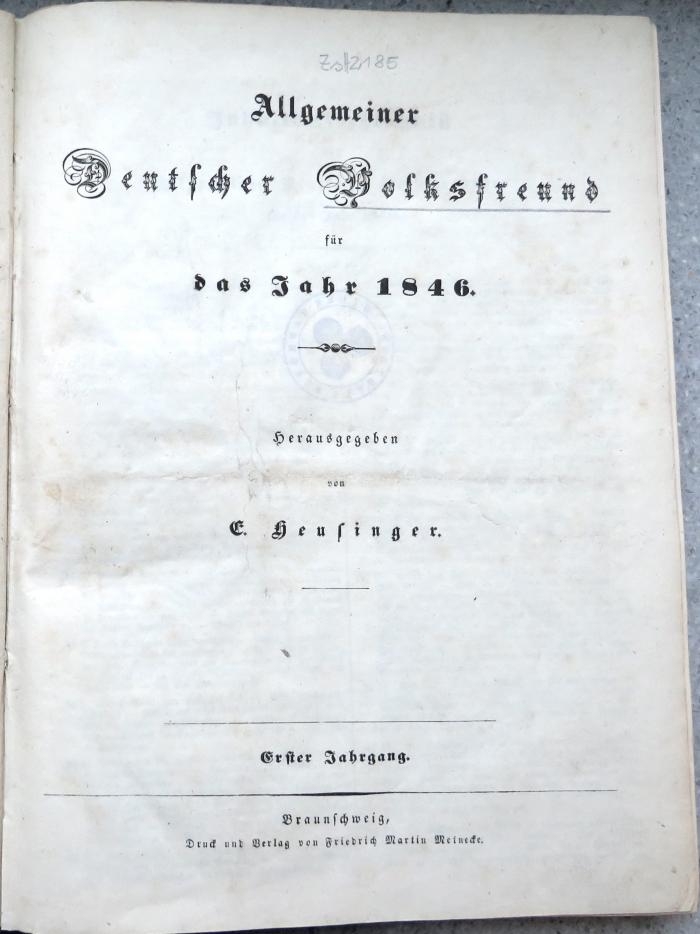 Zs/2185
Allgemeiner
Deutscher Volksfreund
für
das Jahr 1846.
Herausgegeben
von
E. Heusinger.
Erster Jahrgang.
Braunschweig,
Druck und Verlag von Friedrich Martin Meinecke.